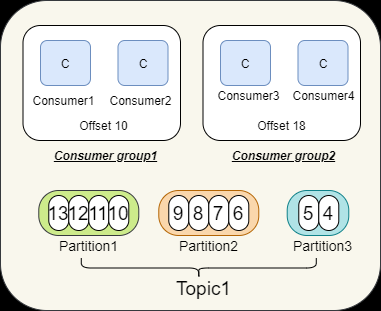 C C C C
Consumer1 Consumer2 Consumer3 Consumer4
Offset 10 Offset 18
Consumer group1 Consumer group2
13 12 11 10 9 8 7 6 5 4
Partition1 Partition2 Partition3
Topic1